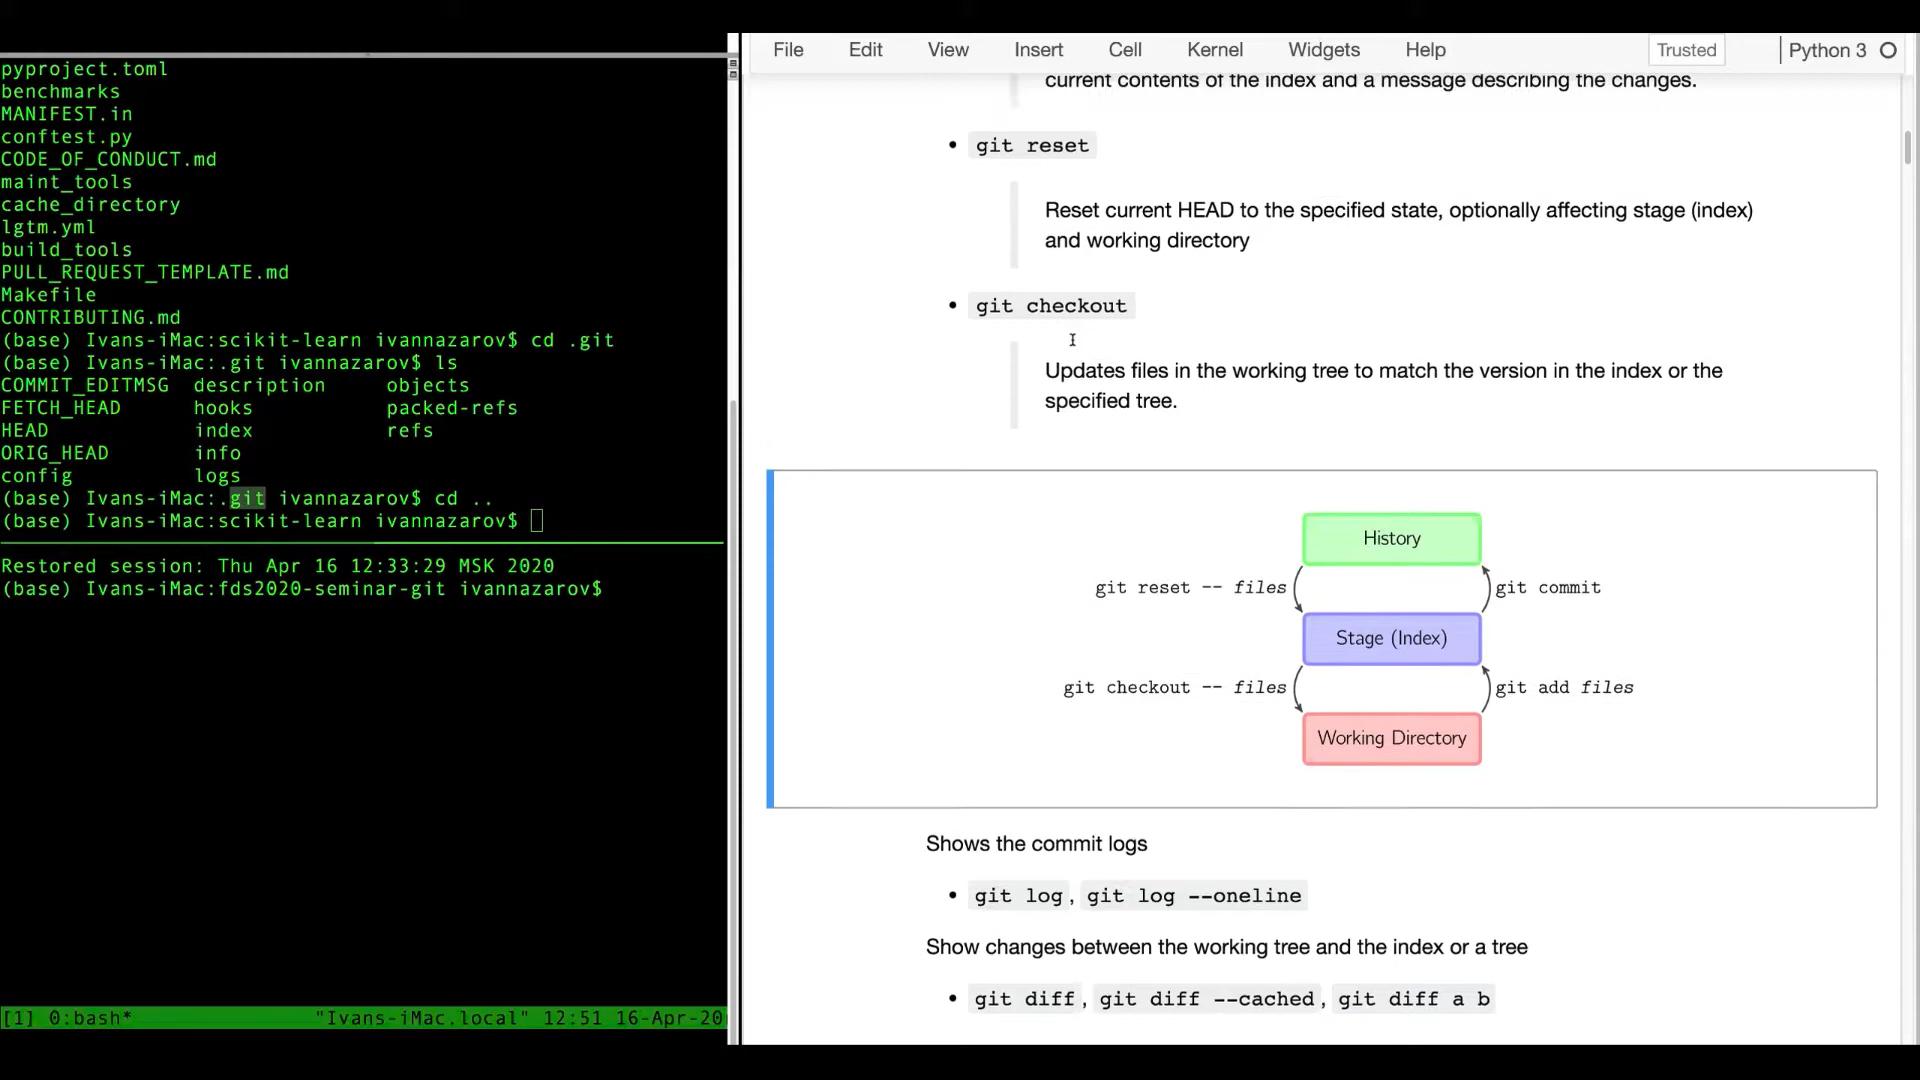 pyproject.toml
benchmarks
MANIFEST.in
conftest.py
CODE_OF_CONDUCT.md
maint_tools
cache_directory
lgtm.yml
build_tools
PULL_REQUEST_TEMPLATE.md
Makefile
CONTRIBUTING.md
(base) Ivans-iMac:scikit-learn ivannazarov$ cd .git
(base) Ivans-iMac:.git ivannazarov$ ls
COMMIT_EDITMSG description objects
FETCH_HEAD hooks packed-refs
HEAD index refs
ORIG_HEAD info
config logs
(base) Ivans-iMac:.git ivannazarov$ cd ..
(base) Ivans-iMac:scikit-learn ivannazarov$
Restored session: Thu Apr 16 12:33:29 MSK 2020
(base) Ivans-iMac:fds2020-seminar-git ivannazarov$
[1] 0:bash* "Ivans-iMac.local" 12:51 16-Apr-20
File Edit View Insert Cell Kernel Widgets Help Trusted Python 3
current contents of the index and a message describing the changes.
• git reset
Reset current HEAD to the specified state, optionally affecting stage (index)
and working directory
• git checkout
Updates files in the working tree to match the version in the index or the
specified tree.
History
git reset -- files git commit
Stage (Index)
git checkout -- files git add files
Working Directory
Shows the commit logs
• git log, git log --oneline
Show changes between the working tree and the index or a tree
• git diff, git diff --cached, git diff a b